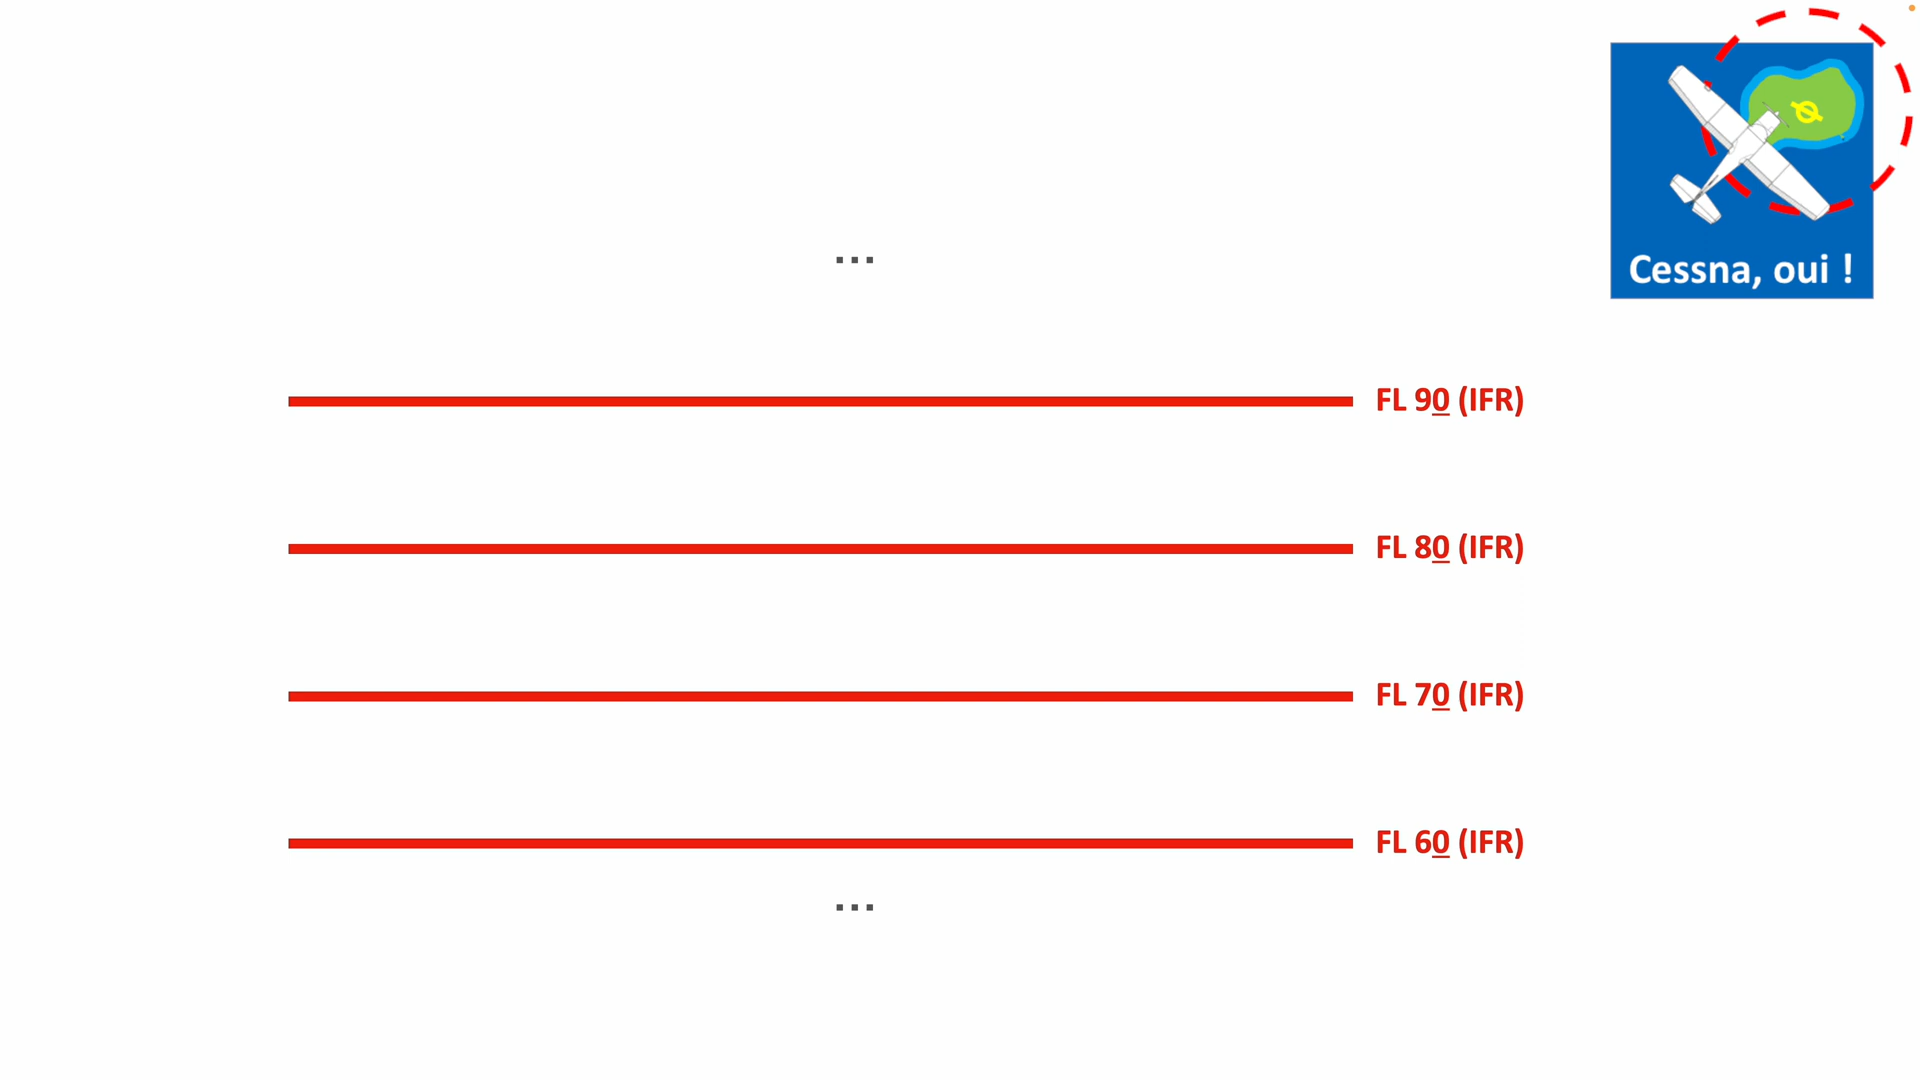 Cessna, oui !
...
FL 90 (IFR)
FL 80 (IFR)
FL 70 (IFR)
FL 60 (IFR)
...